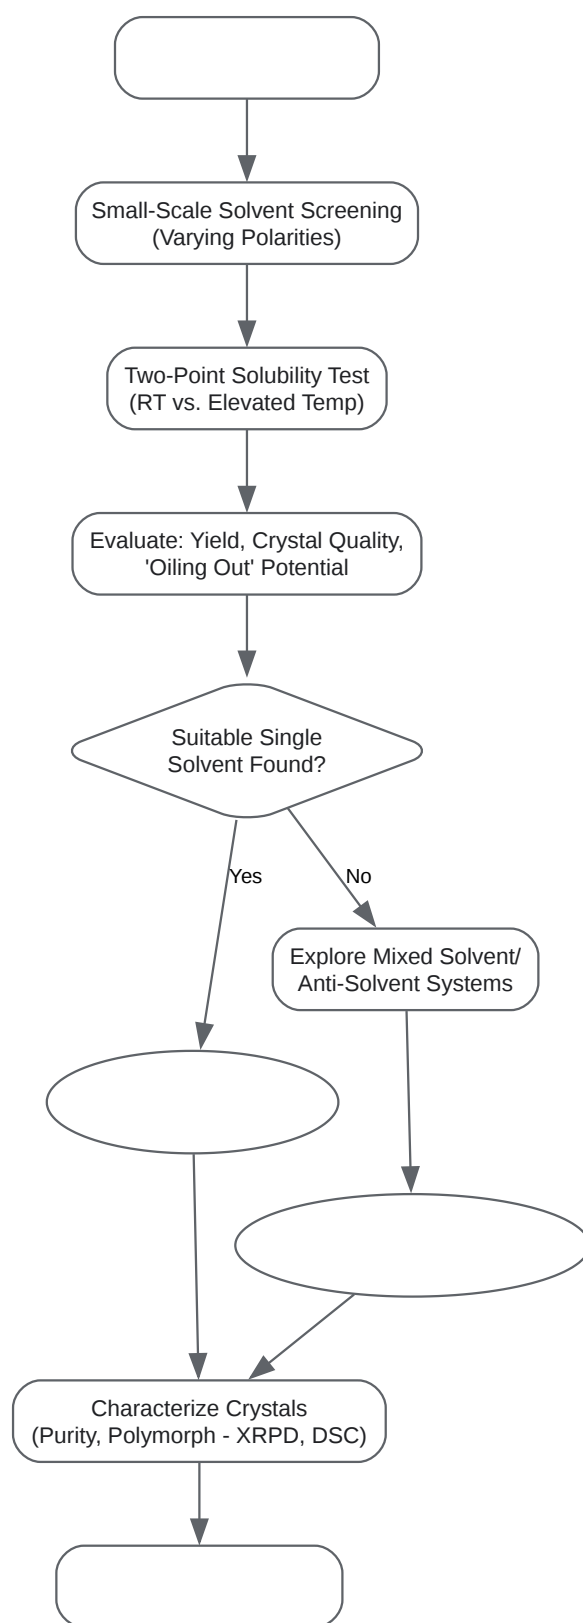 Small-Scale Solvent Screening
(Varying Polarities)
Two-Point Solubility Test
(RT vs. Elevated Temp)
Evaluate: Yield, Crystal Quality,
'Oiling Out' Potential
Suitable Single
Solvent Found?
Yes
No
Explore Mixed Solvent/
Anti-Solvent Systems
Characterize Crystals
(Purity, Polymorph - XRPD, DSC)